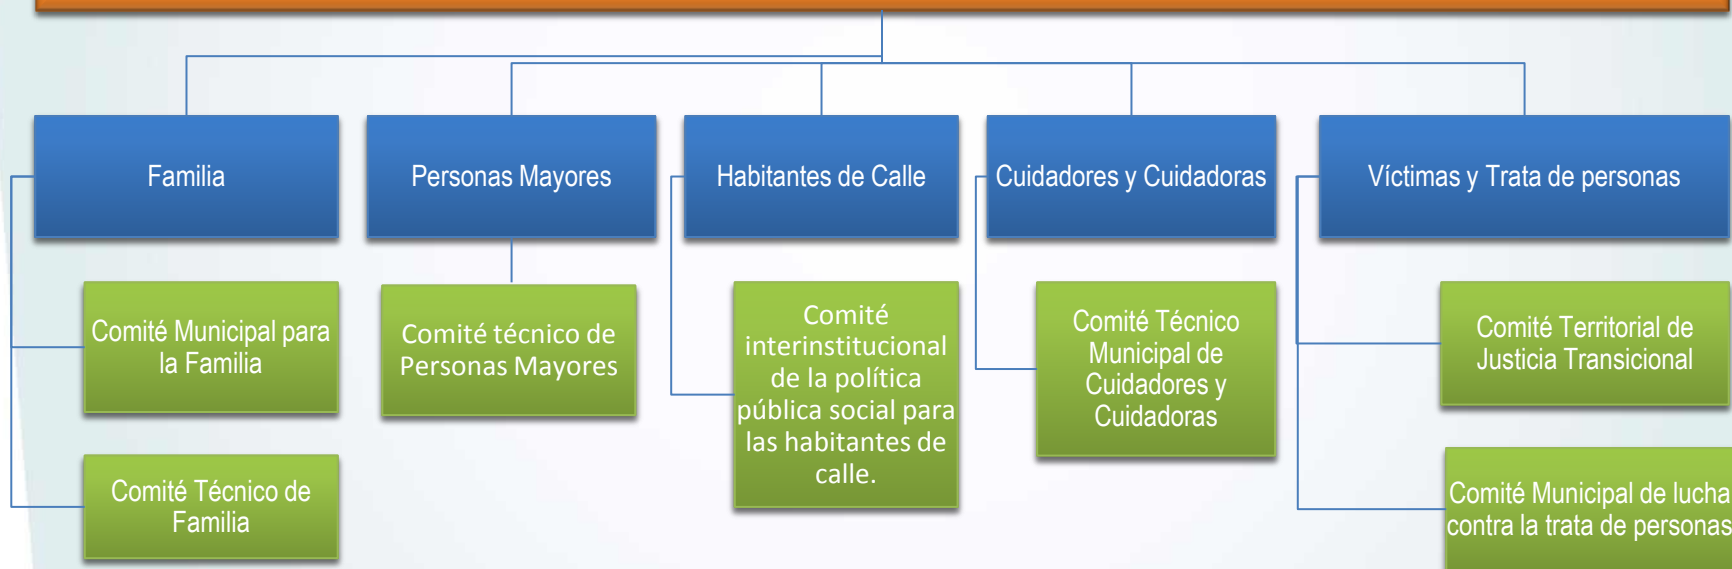 Familia
Personas Mayores
Habitantes de Calle
Cuidadores y Cuidadoras
Víctimas y Trata de personas
Comité Municipal para
la Familia
Comité técnico de
Personas Mayores
Comité
interinstitucional
de la política
pública social para
las habitantes de
calle.
Comité Técnico
Municipal de
Cuidadores y
Cuidadoras
Comité Territorial de
Justicia Transicional
Comité Técnico de
Familia
Comité Municipal de lucha
contra la trata de personas